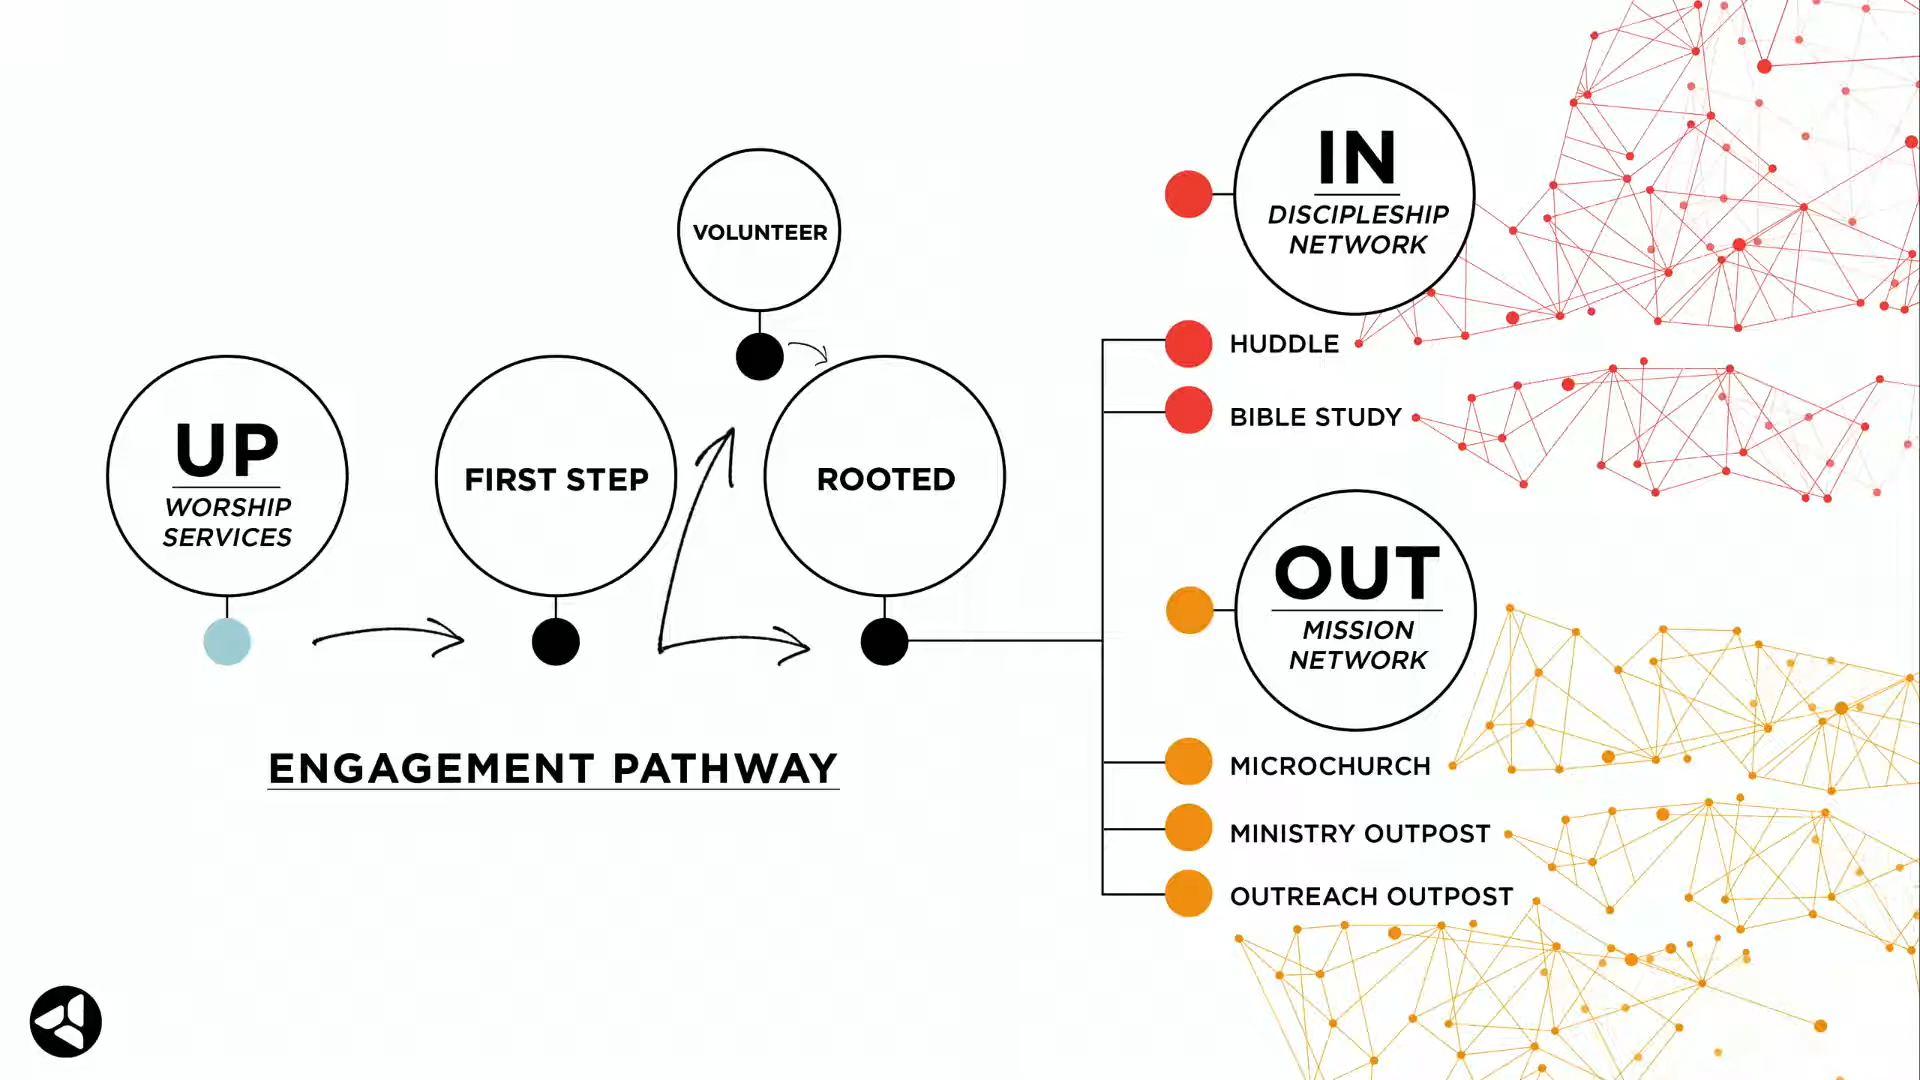 UP
WORSHIP
SERVICES
FIRST STEP
VOLUNTEER
ROOTED
ENGAGEMENT PATHWAY
IN
DISCIPLESHIP
NETWORK
HUDDLE
BIBLE STUDY
OUT
MISSION
NETWORK
MICROCHURCH
MINISTRY OUTPOST
OUTREACH OUTPOST